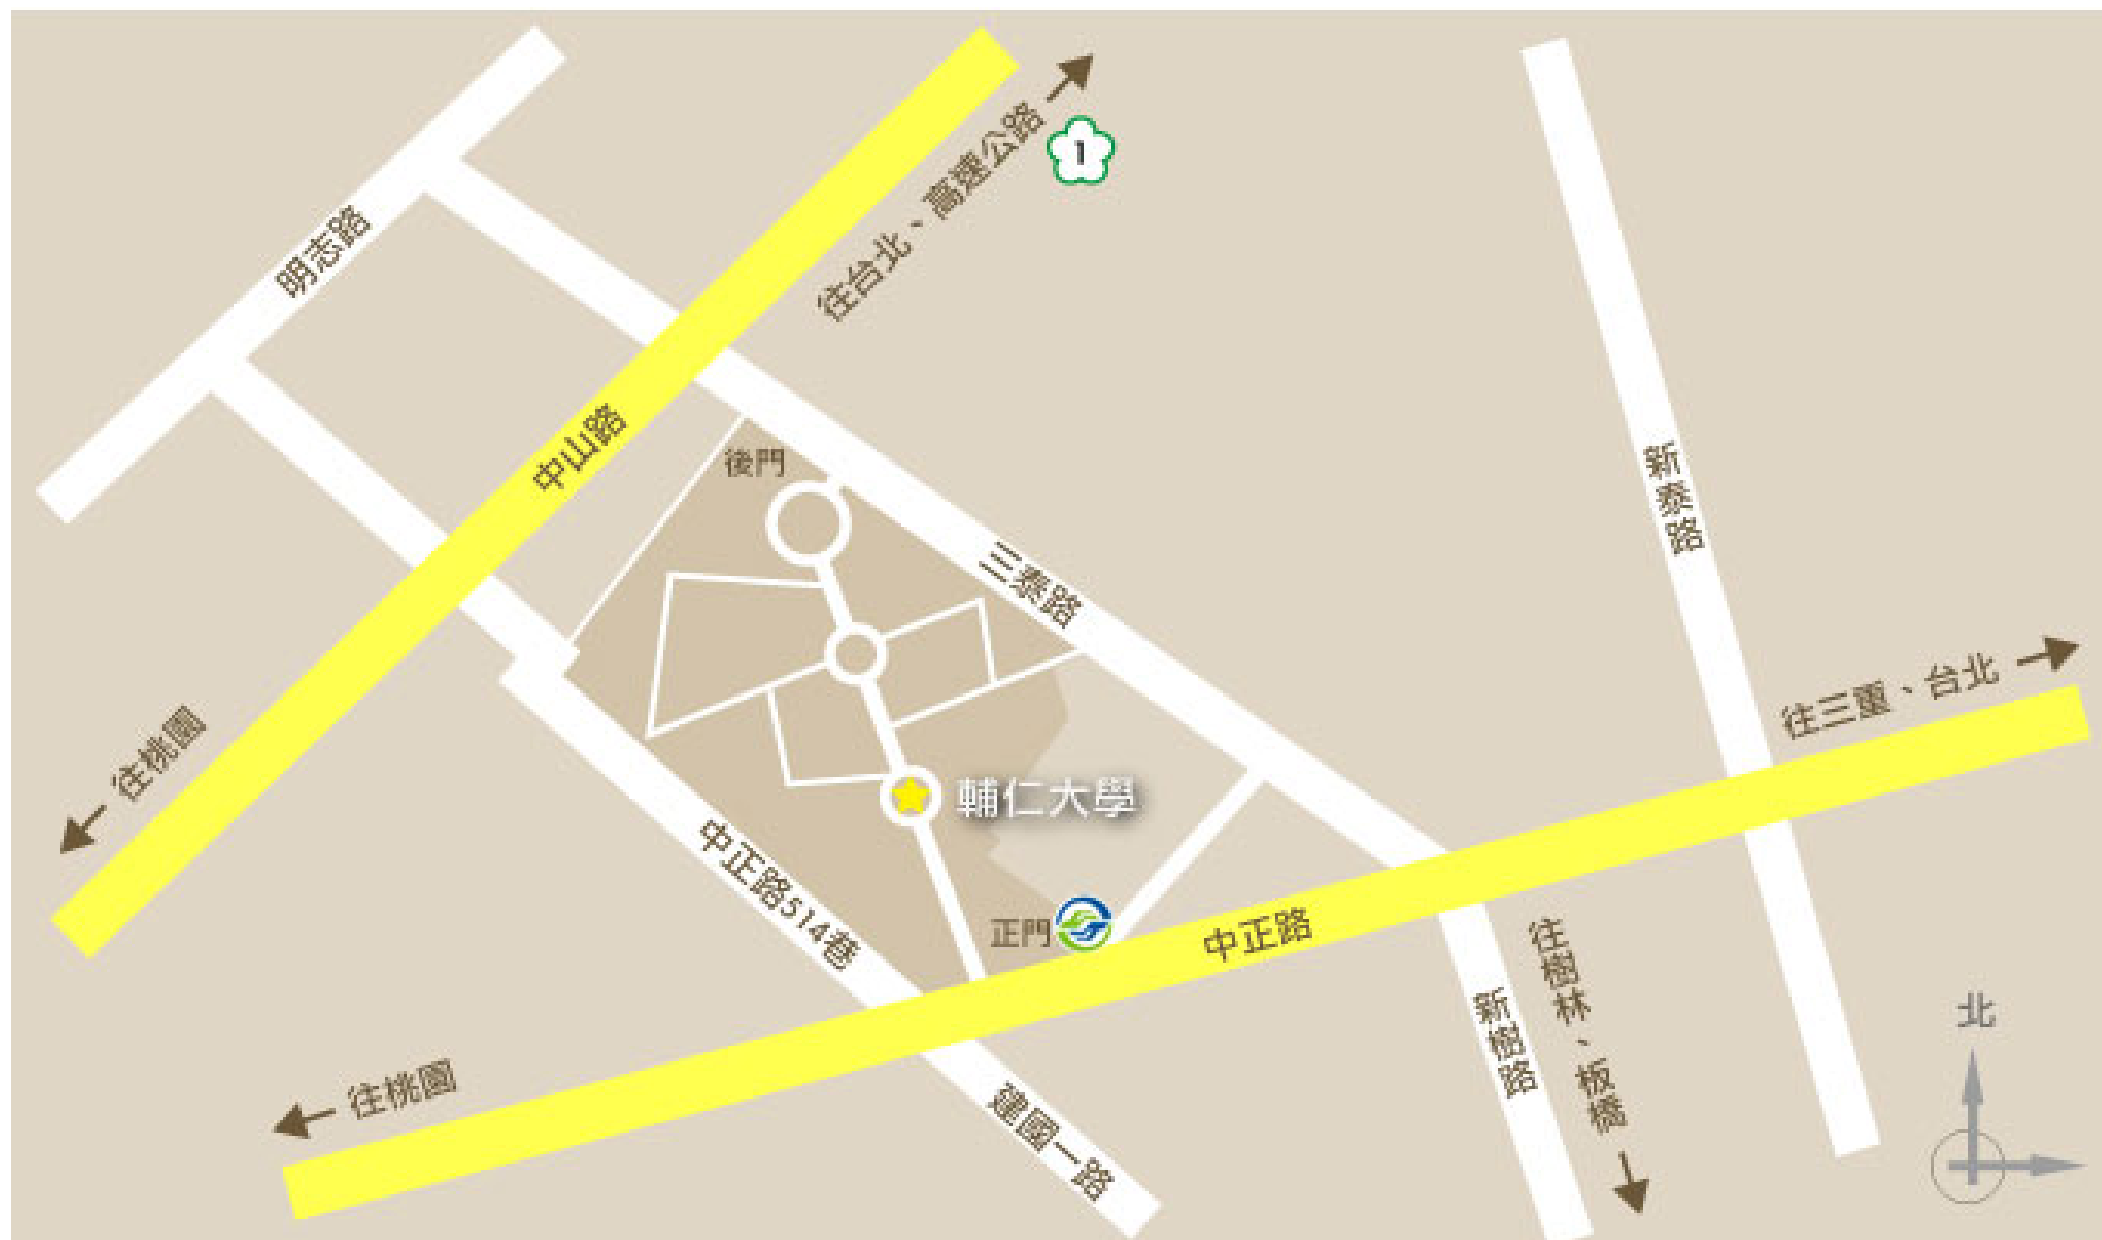 明志路
往台北、高速公路
1
中山路
後門
三泰路
新泰路
往三重、台北
往桃園
輔仁大學
中正路514巷
正門
中正路
往樹林、板橋
新樹路
北
往桃園
建國一路